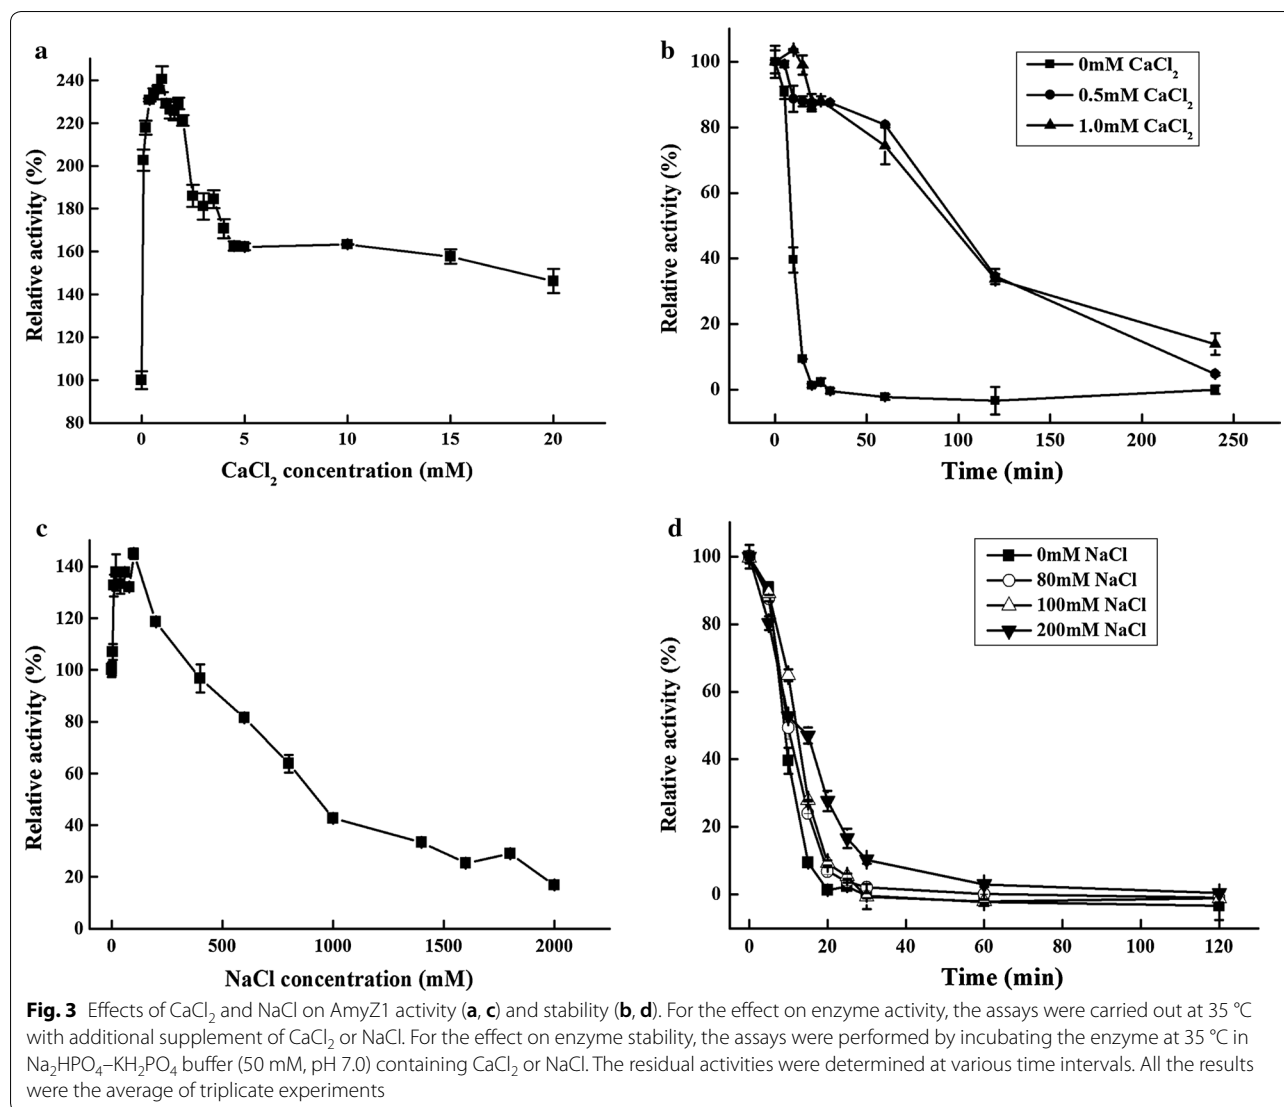 a
240
220
200
180
160
140
120
100
80
0
5
10
15
20
Relative activity (%)
CaCl₂ concentration (mM)
b
100
80
60
40
20
0
0
50
100
150
200
250
Relative activity (%)
Time (min)
0mM CaCl₂
0.5mM CaCl₂
1.0mM CaCl₂
c
140
120
100
80
60
40
20
0
0
500
1000
1500
2000
Relative activity (%)
NaCl concentration (mM)
d
100
80
60
40
20
0
0
20
40
60
80
100
120
Relative activity (%)
Time (min)
0mM NaCl
80mM NaCl
100mM NaCl
200mM NaCl
Fig. 3 Effects of CaCl₂ and NaCl on AmyZ1 activity (a, c) and stability (b, d). For the effect on enzyme activity, the assays were carried out at 35 °C
with additional supplement of CaCl₂ or NaCl. For the effect on enzyme stability, the assays were performed by incubating the enzyme at 35 °C in
Na₂HPO₄–KH₂PO₄ buffer (50 mM, pH 7.0) containing CaCl₂ or NaCl. The residual activities were determined at various time intervals. All the results
were the average of triplicate experiments